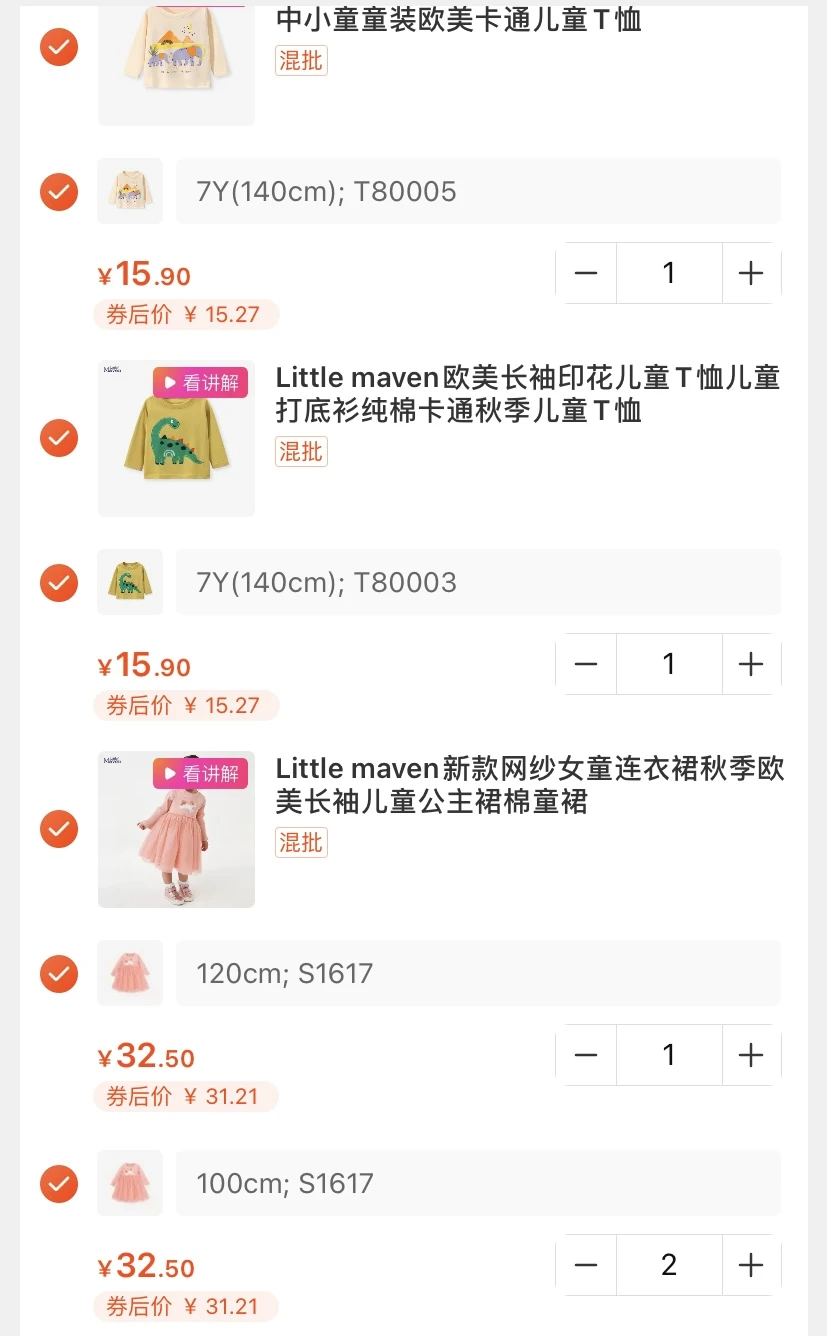 中小童童装欧美卡通儿童T恤
混批
7Y(140cm); T80005
¥15.90
1
券后价 ¥ 15.27
看讲解
Little maven欧美长袖印花儿童T恤儿童
打底衫纯棉卡通秋季儿童T恤
混批
7Y(140cm); T80003
¥15.90
1
券后价 ¥ 15.27
看讲解
Little maven新款网纱女童连衣裙秋季欧
美长袖儿童公主裙棉童裙
混批
120cm; S1617
¥32.50
1
券后价 ¥ 31.21
100cm; S1617
¥32.50
2
券后价 ¥ 31.21